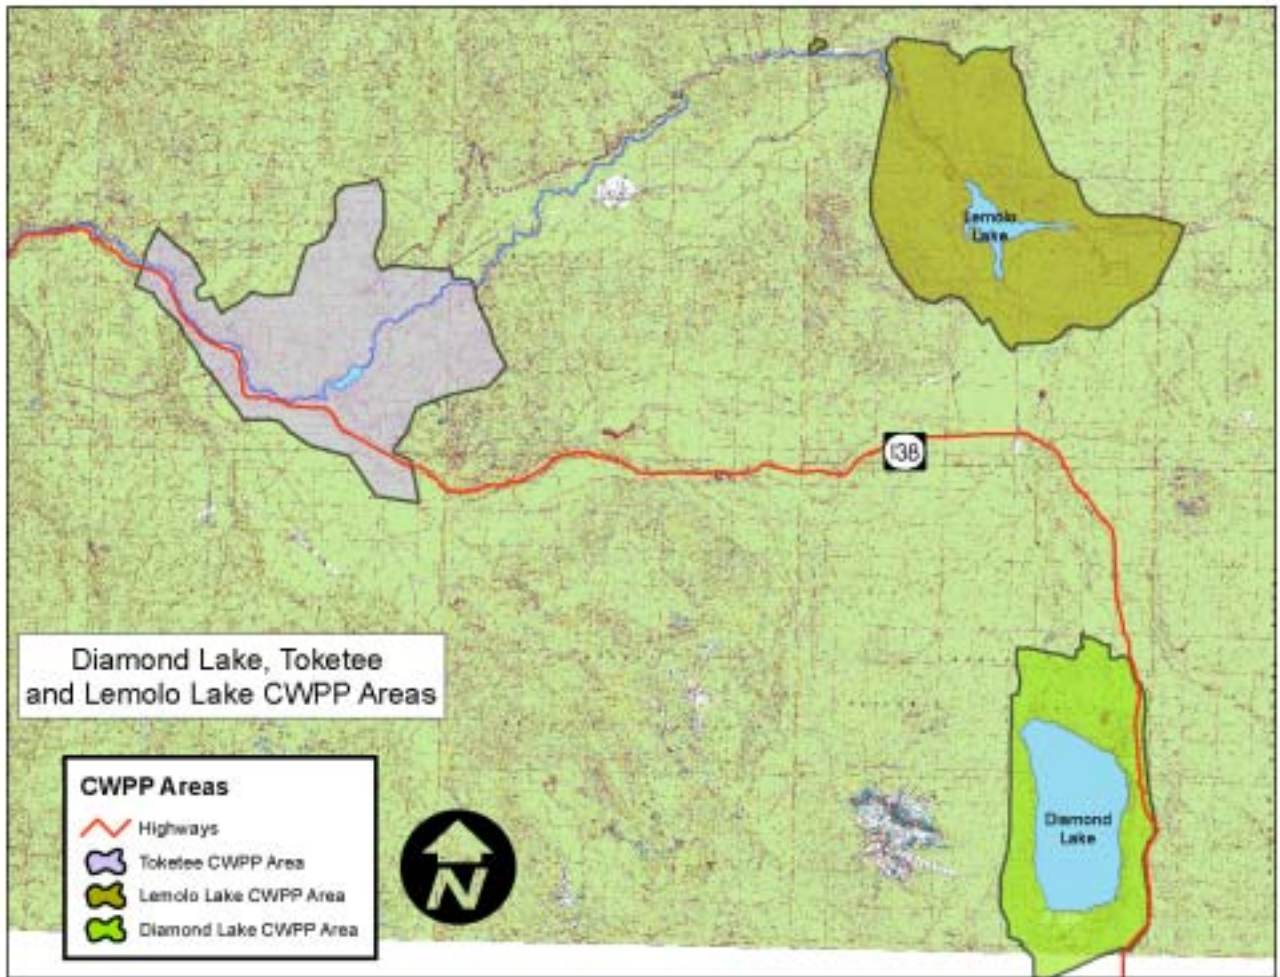 Lemolo
Lake
138
Diamond Lake, Toketee
and Lemolo Lake CWPP Areas
Diamond
Lake
CWPP Areas
Highways
Toketee CWPP Area
Lemolo Lake CWPP Area
Diamond Lake CWPP Area
N